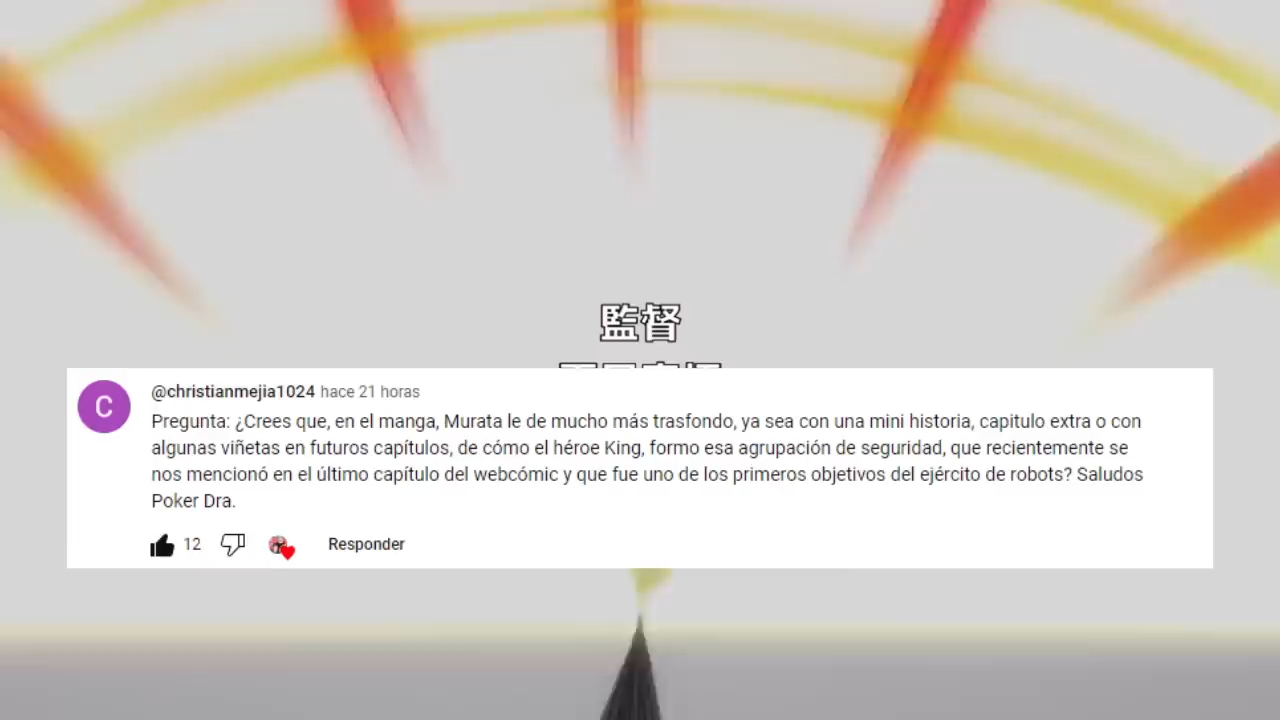 監督
@christianmejia1024 hace 21 horas
Pregunta: ¿Crees que, en el manga, Murata le de mucho más trasfondo, ya sea con una mini historia, capitulo extra o con
algunas viñetas en futuros capítulos, de cómo el héroe King, formo esa agrupación de seguridad, que recientemente se
nos mencionó en el último capítulo del webcómic y que fue uno de los primeros objetivos del ejército de robots? Saludos
Poker Dra.
12 Responder
C